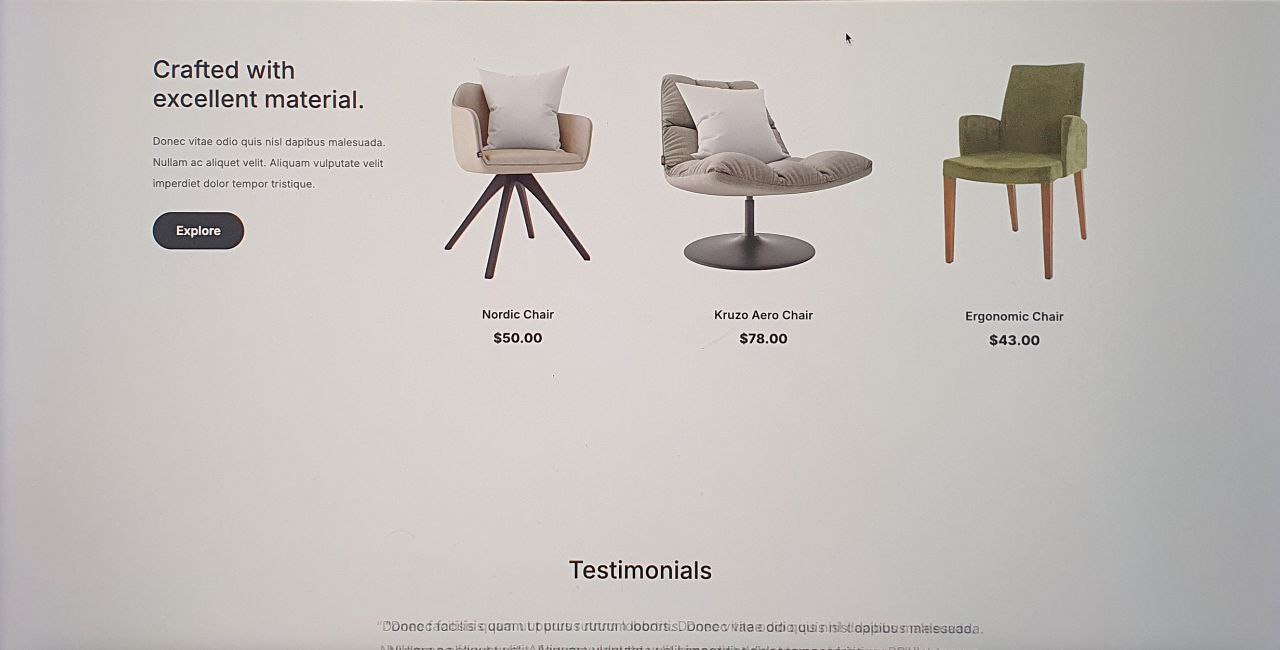 Crafted with
excellent material.
Donec vitae odio quis nisl dapibus malesuada.
Nullam ac aliquet velit. Aliquam vulputate velit
imperdiet dolor tempor tristique.
Explore
Nordic Chair
$50.00
Kruzo Aero Chair
$78.00
Ergonomic Chair
$43.00
Testimonials
"Donec facilisis quam ut purus rutrum lobortis. Donec vitae odio quis nisl dapibus malesuada.